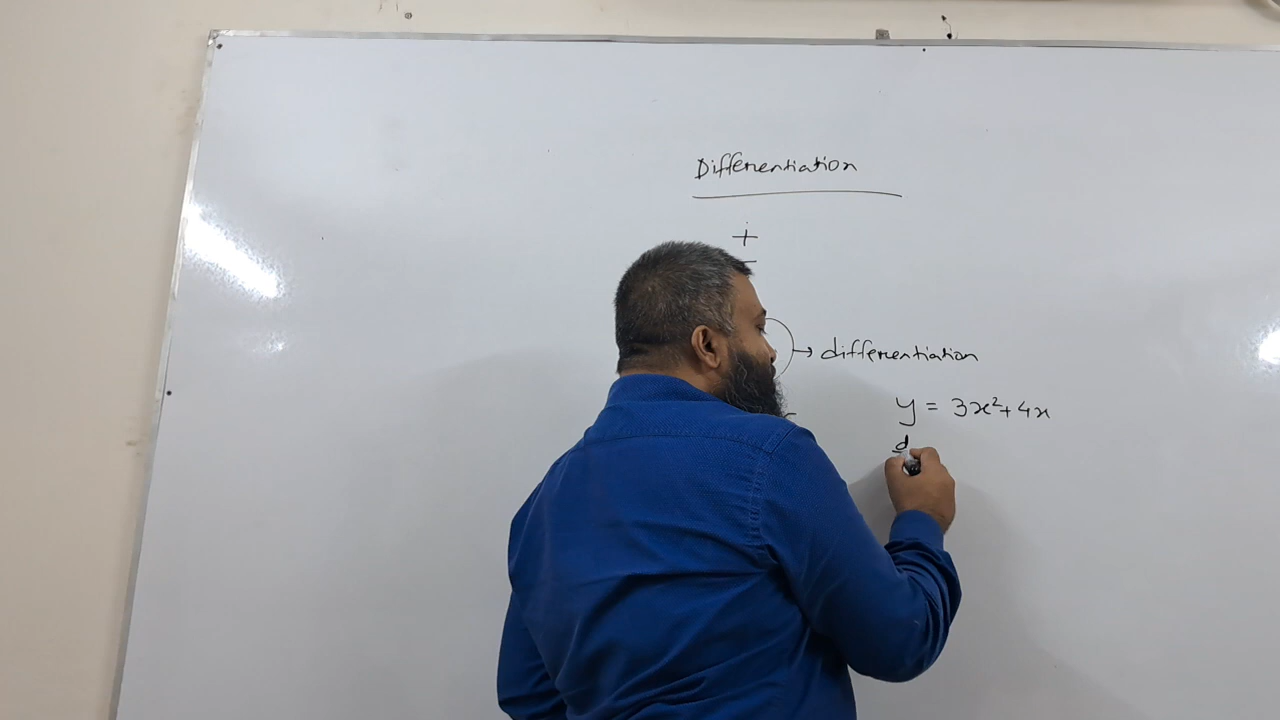 Differentiation
+
−
→ differentiation
y = 3x²+4x
d